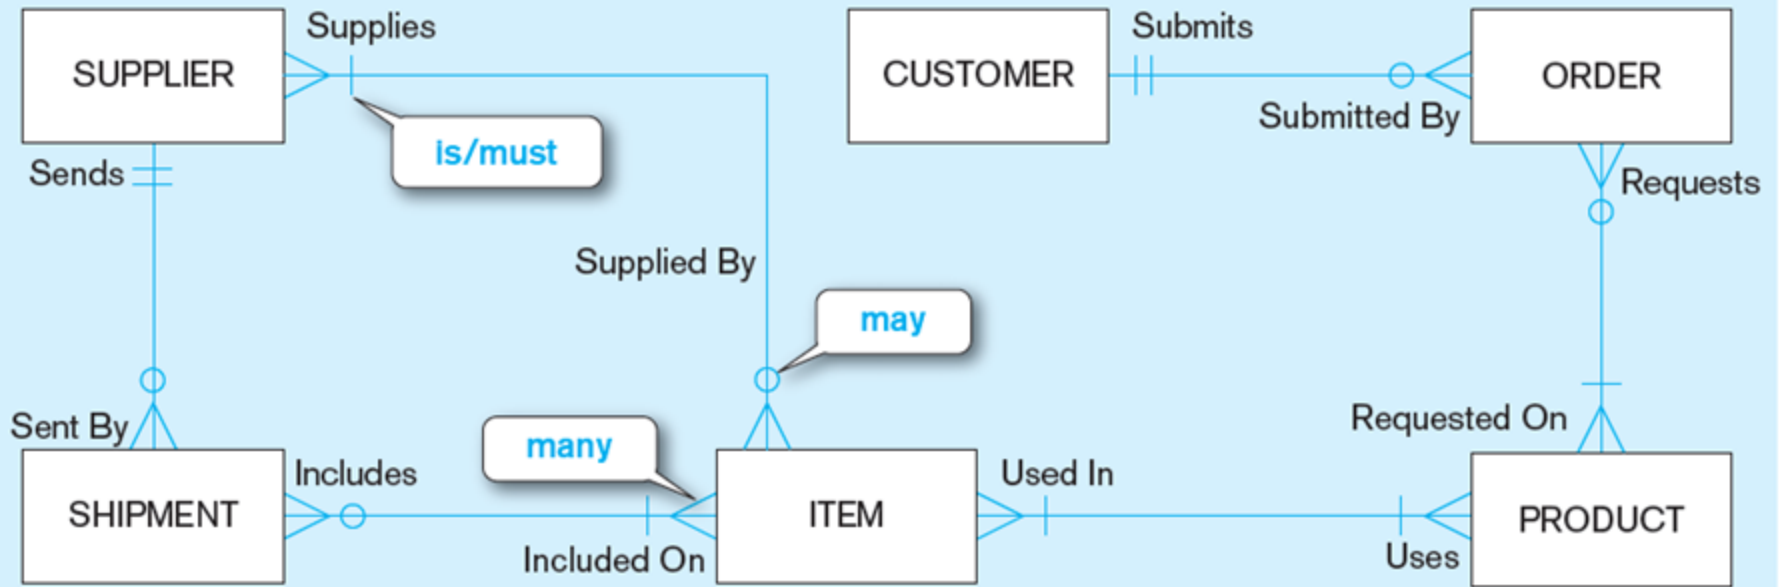 Supplies
SUPPLIER
is/must
Sends
Supplied By
may
Sent By
many
Includes
SHIPMENT
Included On
ITEM
Submits
CUSTOMER
ORDER
Submitted By
Requests
Requested On
Used In
PRODUCT
Uses